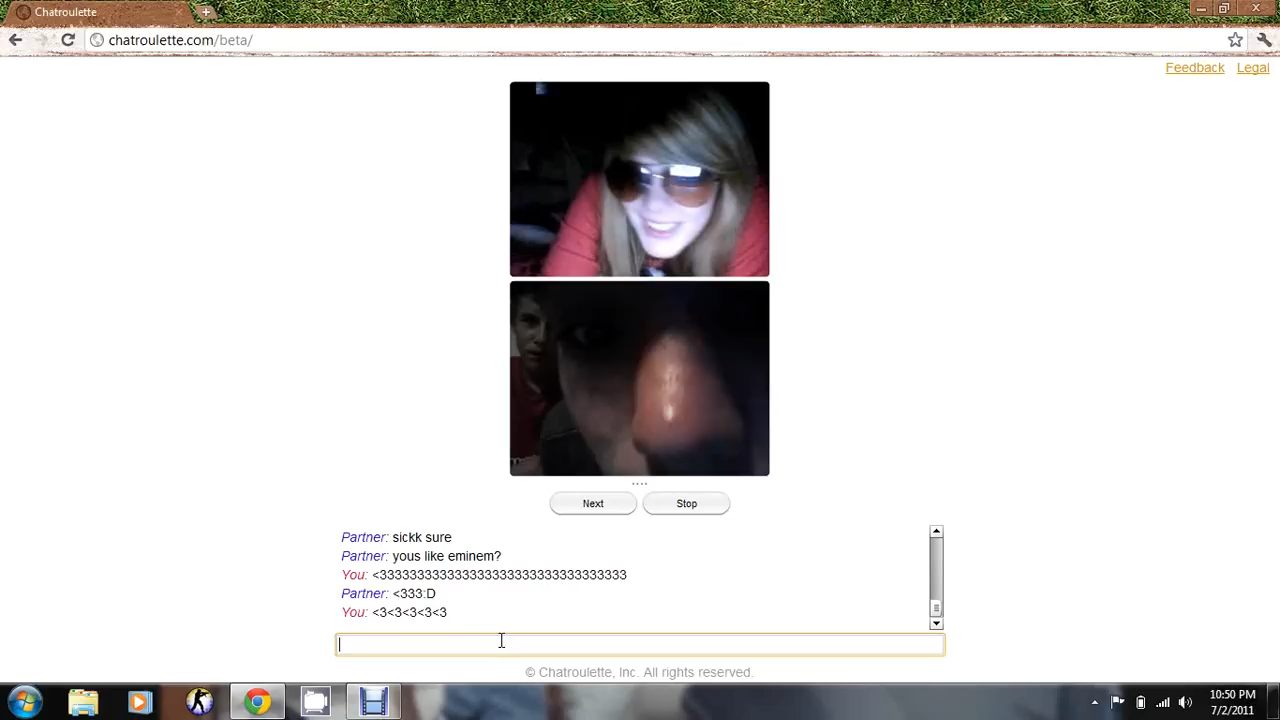 Chatroulette
chatroulette.com/beta/
Feedback Legal
Next Stop
Partner: sickk sure
Partner: yous like eminem?
You: <3333333333333333333333333333333333
Partner: <333:D
You: <3<3<3<3<3
© Chatroulette, Inc. All rights reserved.
10:50 PM
7/2/2011